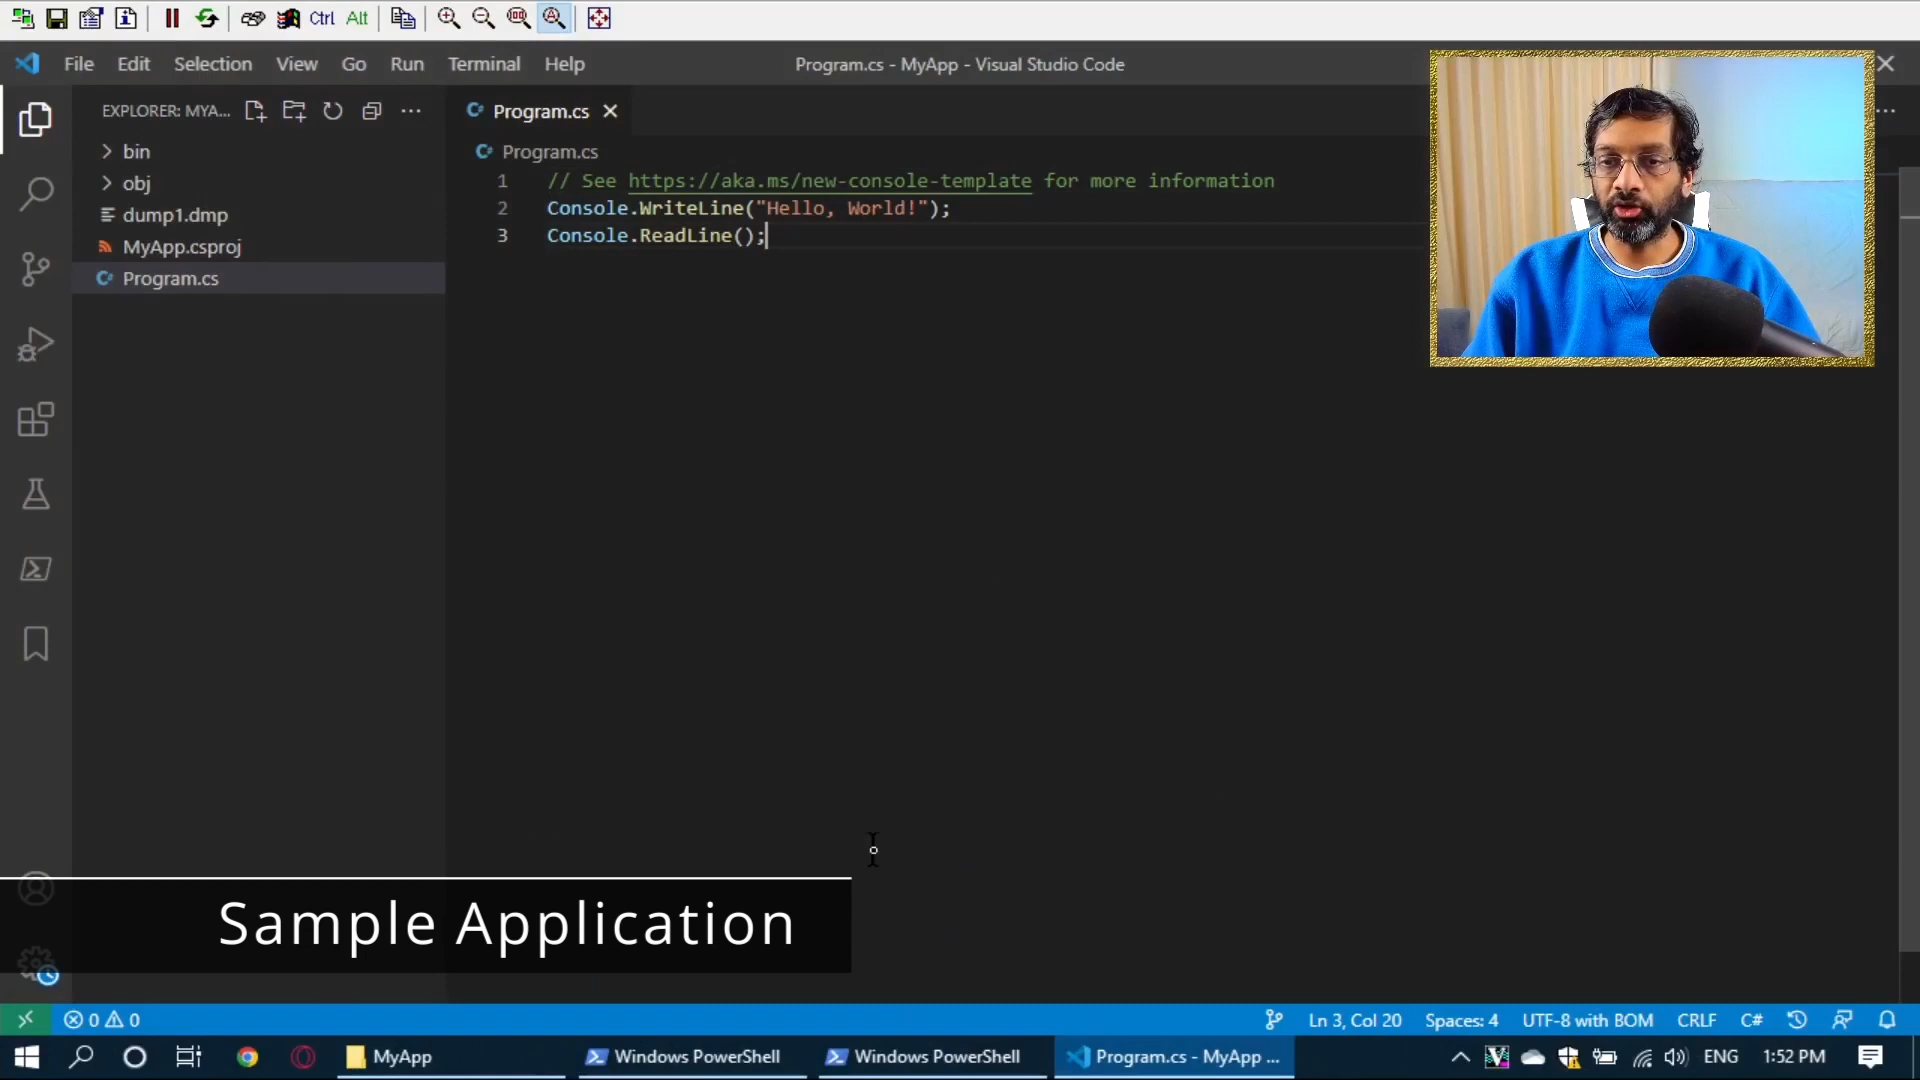 Ctrl Alt
File Edit Selection View Go Run Terminal Help
Program.cs - MyApp - Visual Studio Code
EXPLORER: MYA...
bin
obj
dump1.dmp
MyApp.csproj
Program.cs
Program.cs
Program.cs
1 // See https://aka.ms/new-console-template for more information
2 Console.WriteLine("Hello, World!");
3 Console.ReadLine();
Sample Application
0 0
Ln 3, Col 20 Spaces: 4 UTF-8 with BOM CRLF C#
MyApp Windows PowerShell Windows PowerShell Program.cs - MyApp ... ENG 1:52 PM